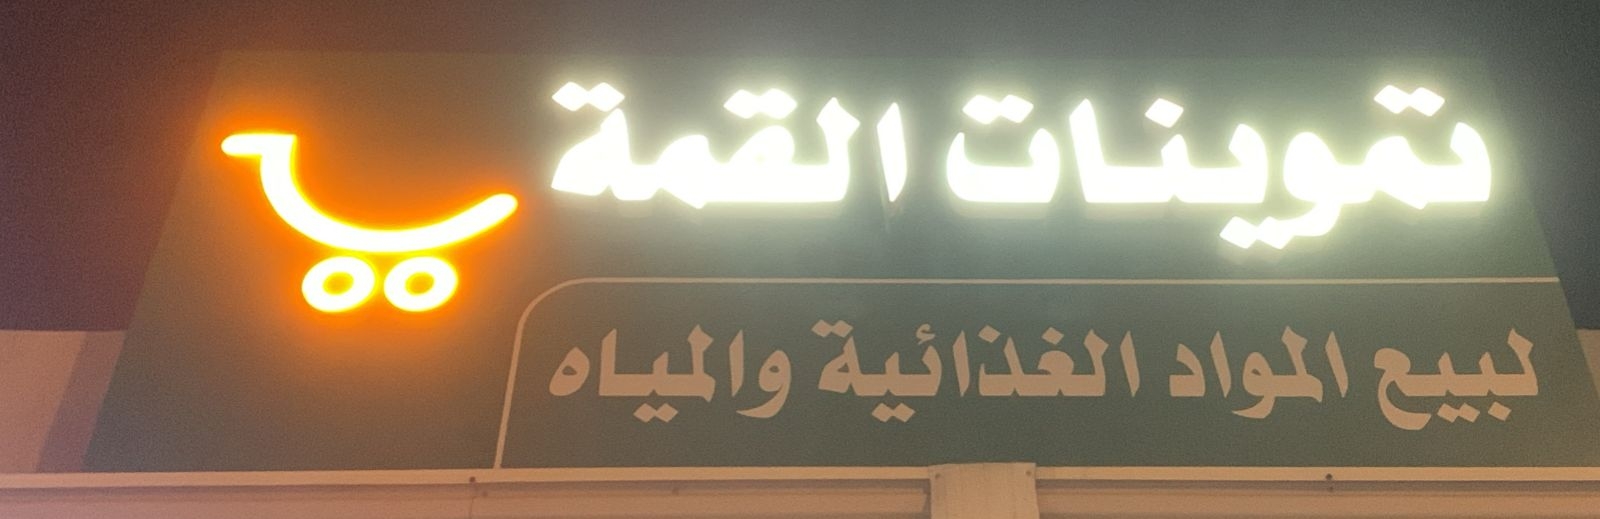 تموينات القمة
لبيع المواد الغذائية والمياه